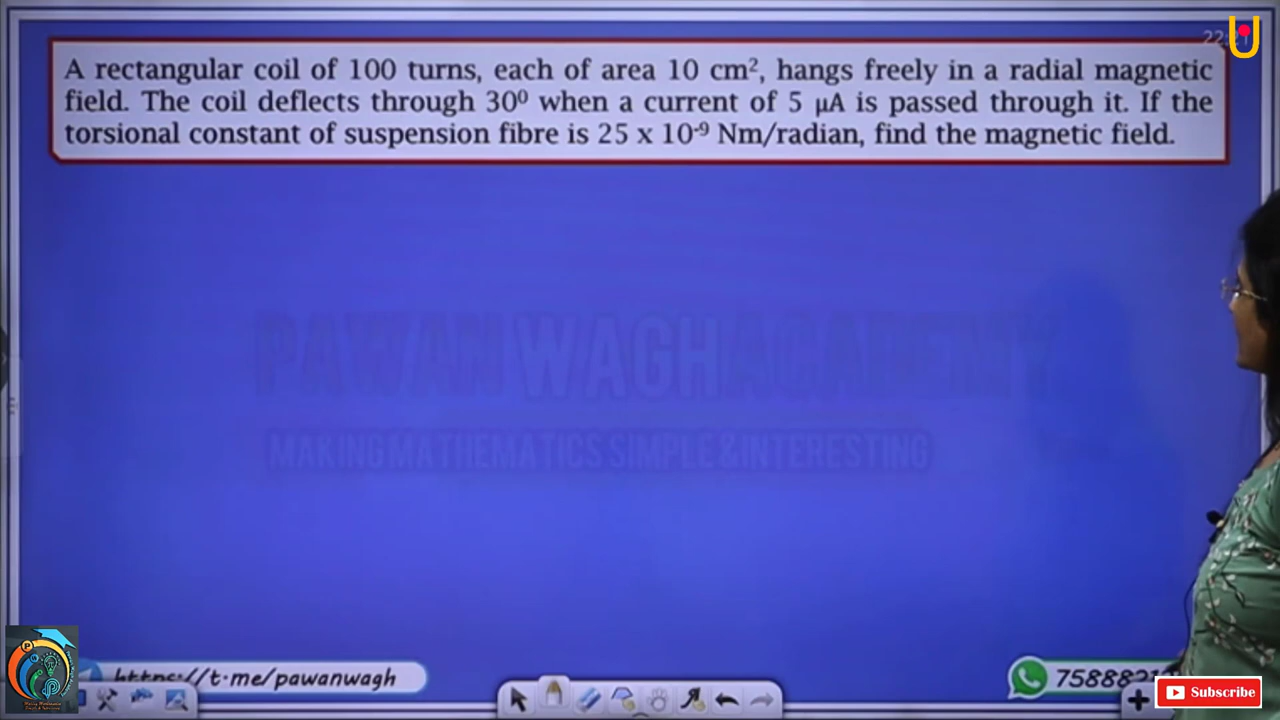 22:21
A rectangular coil of 100 turns, each of area 10 cm², hangs freely in a radial magnetic
field. The coil deflects through 30⁰ when a current of 5 μA is passed through it. If the
torsional constant of suspension fibre is 25 x 10⁻⁹ Nm/radian, find the magnetic field.
PAWAN WAGH ACADEMY
MAKING MATHEMATICS SIMPLE & INTERESTING
https://t.me/pawanwagh
Subscribe